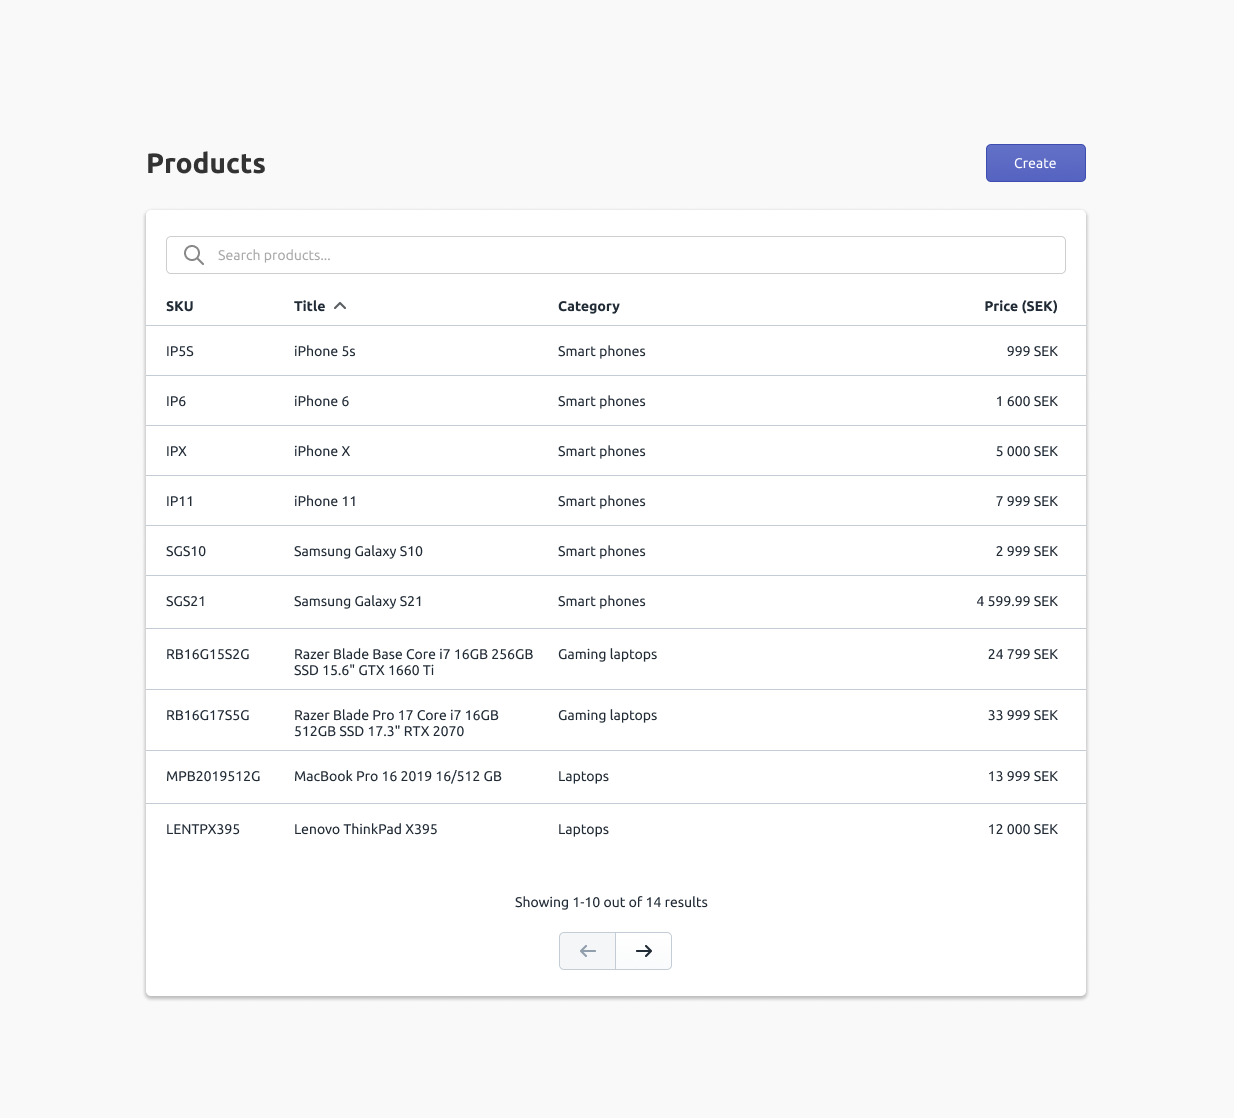 Products
Create
Search products...
SKU Title Category Price (SEK)
IP5S iPhone 5s Smart phones 999 SEK
IP6 iPhone 6 Smart phones 1 600 SEK
IPX iPhone X Smart phones 5 000 SEK
IP11 iPhone 11 Smart phones 7 999 SEK
SGS10 Samsung Galaxy S10 Smart phones 2 999 SEK
SGS21 Samsung Galaxy S21 Smart phones 4 599.99 SEK
RB16G15S2G Razer Blade Base Core i7 16GB 256GB Gaming laptops 24 799 SEK
SSD 15.6" GTX 1660 Ti
RB16G17S5G Razer Blade Pro 17 Core i7 16GB Gaming laptops 33 999 SEK
512GB SSD 17.3" RTX 2070
MPB2019512G MacBook Pro 16 2019 16/512 GB Laptops 13 999 SEK
LENTPX395 Lenovo ThinkPad X395 Laptops 12 000 SEK
Showing 1-10 out of 14 results